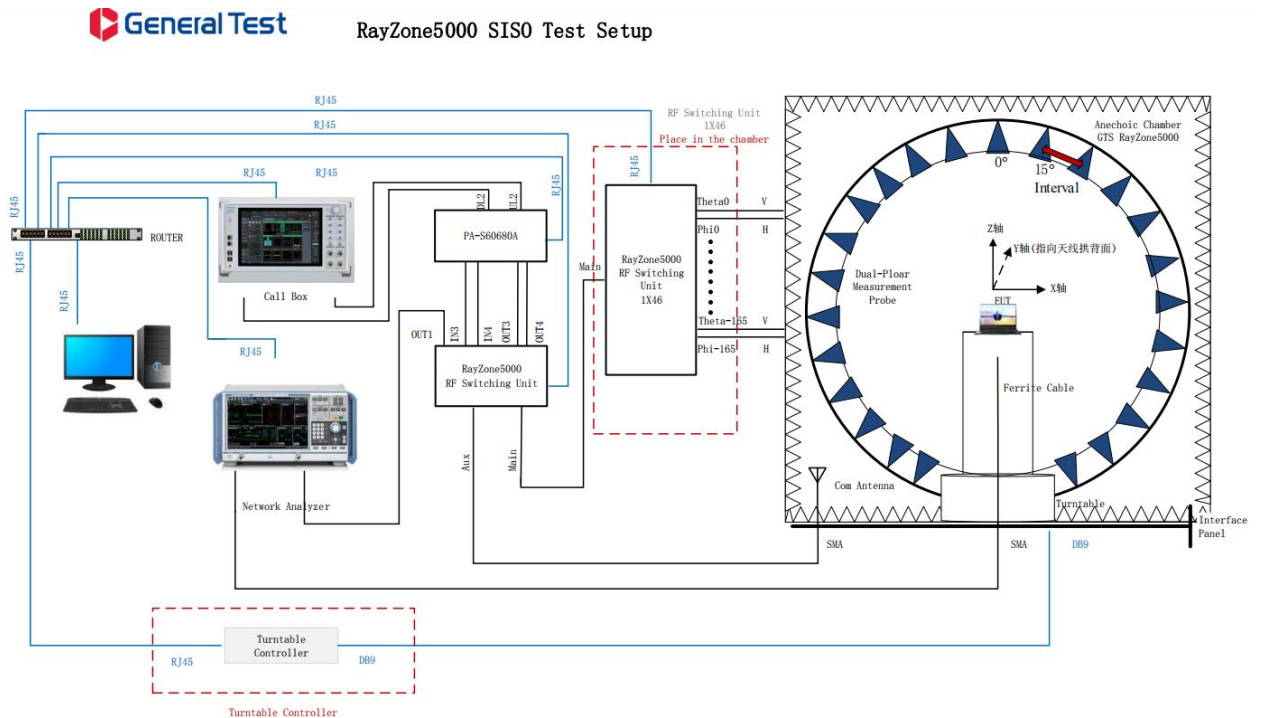 General Test
RayZone5000 SISO Test Setup
RJ45
RJ45
RJ45
RJ45
RJ45
RJ45
RJ45
RJ45
RJ45
RJ45
ROUTER
Call Box
Network Analyzer
DL2
UL2
PA-S60680A
OUT1
IN3
IN4
OUT3
OUT4
RayZone5000
RF Switching Unit
Aux
Main
RF Switching Unit
1X46
Place in the chamber
Main
RayZone5000
RF Switching
Unit
1X46
Theta0 V
Phi0 H
Theta-165 V
Phi-165 H
Anechoic Chamber
GTS RayZone5000
0°
15°
Interval
Z轴
Y轴(指向天线拱背面)
X轴
Dual-Ploar
Measurement
Probe
EUT
Ferrite Cable
Com Antenna
Turntable
Interface
Panel
SMA
SMA
DB9
Turntable
Controller
RJ45
DB9
Turntable Controller